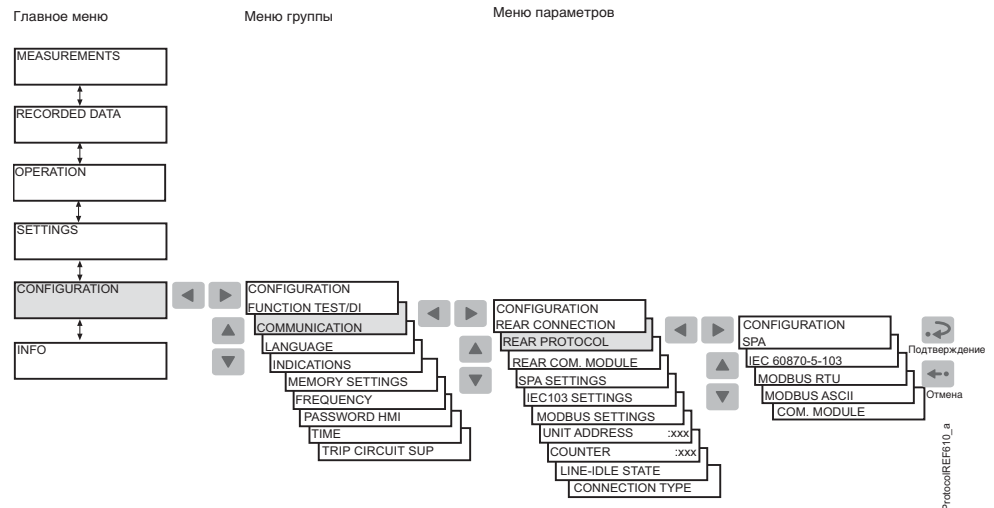 Главное меню
Меню группы
Меню параметров
MEASUREMENTS
RECORDED DATA
OPERATION
SETTINGS
CONFIGURATION
INFO
CONFIGURATION
FUNCTION TEST/DI
COMMUNICATION
LANGUAGE
INDICATIONS
MEMORY SETTINGS
FREQUENCY
PASSWORD HMI
TIME
TRIP CIRCUIT SUP
CONFIGURATION
REAR CONNECTION
REAR PROTOCOL
REAR COM. MODULE
SPA SETTINGS
IEC103 SETTINGS
MODBUS SETTINGS
UNIT ADDRESS :xxx
COUNTER :xxx
LINE-IDLE STATE
CONNECTION TYPE
CONFIGURATION
SPA
IEC 60870-5-103
MODBUS RTU
MODBUS ASCII
COM. MODULE
Подтверждение
Отмена
ProtocolREF610_a